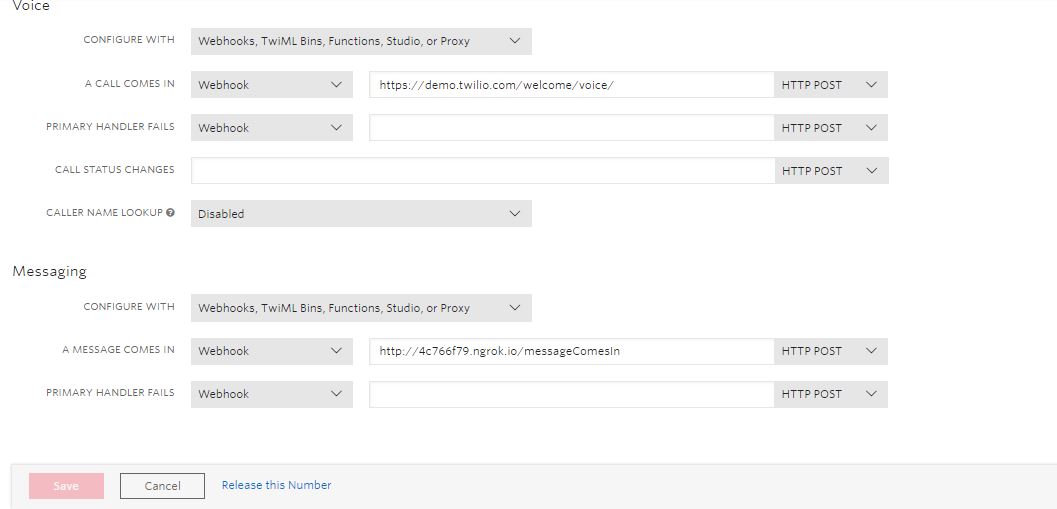 Voice
CONFIGURE WITH Webhooks, TwiML Bins, Functions, Studio, or Proxy
A CALL COMES IN Webhook https://demo.twilio.com/welcome/voice/ HTTP POST
PRIMARY HANDLER FAILS Webhook HTTP POST
CALL STATUS CHANGES HTTP POST
CALLER NAME LOOKUP ? Disabled
Messaging
CONFIGURE WITH Webhooks, TwiML Bins, Functions, Studio, or Proxy
A MESSAGE COMES IN Webhook http://4c766f79.ngrok.io/messageComesIn HTTP POST
PRIMARY HANDLER FAILS Webhook HTTP POST
Save Cancel Release this Number